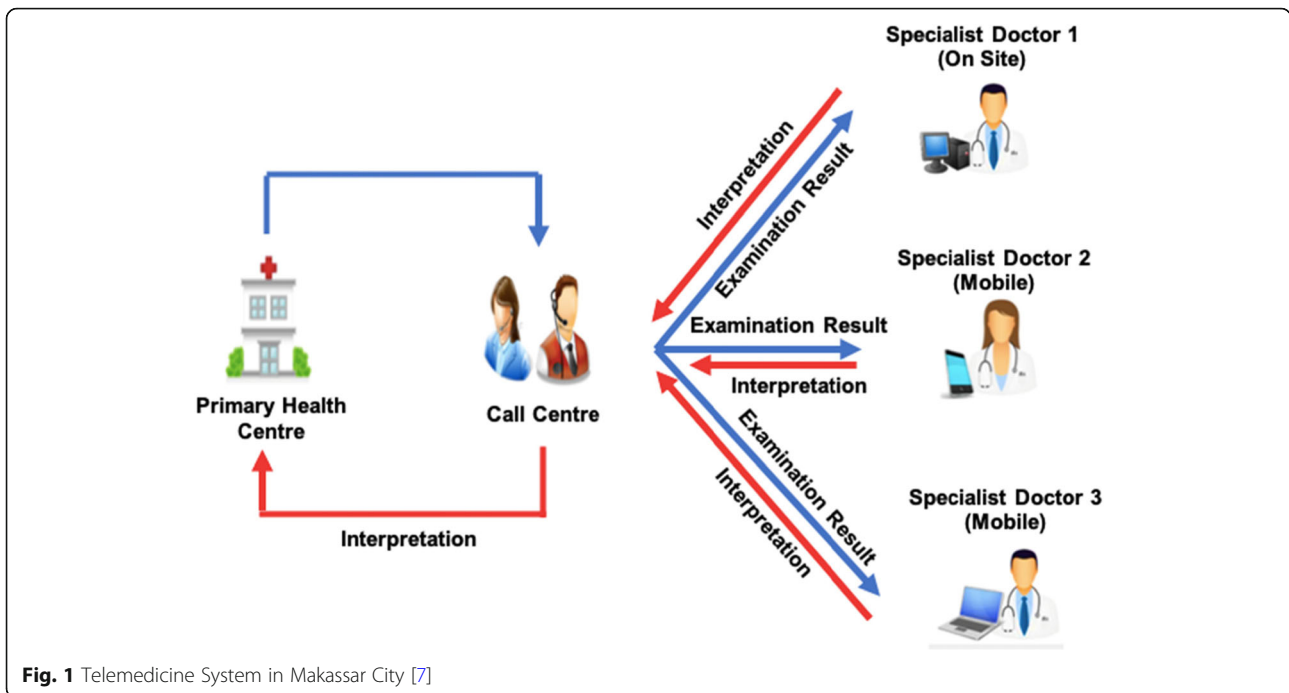 Specialist Doctor 1
(On Site)
Interpretation
Examination Result
Specialist Doctor 2
(Mobile)
Examination Result
Interpretation
Primary Health
Centre
Call Centre
Interpretation
Examination Result
Interpretation
Specialist Doctor 3
(Mobile)
Fig. 1 Telemedicine System in Makassar City [7]